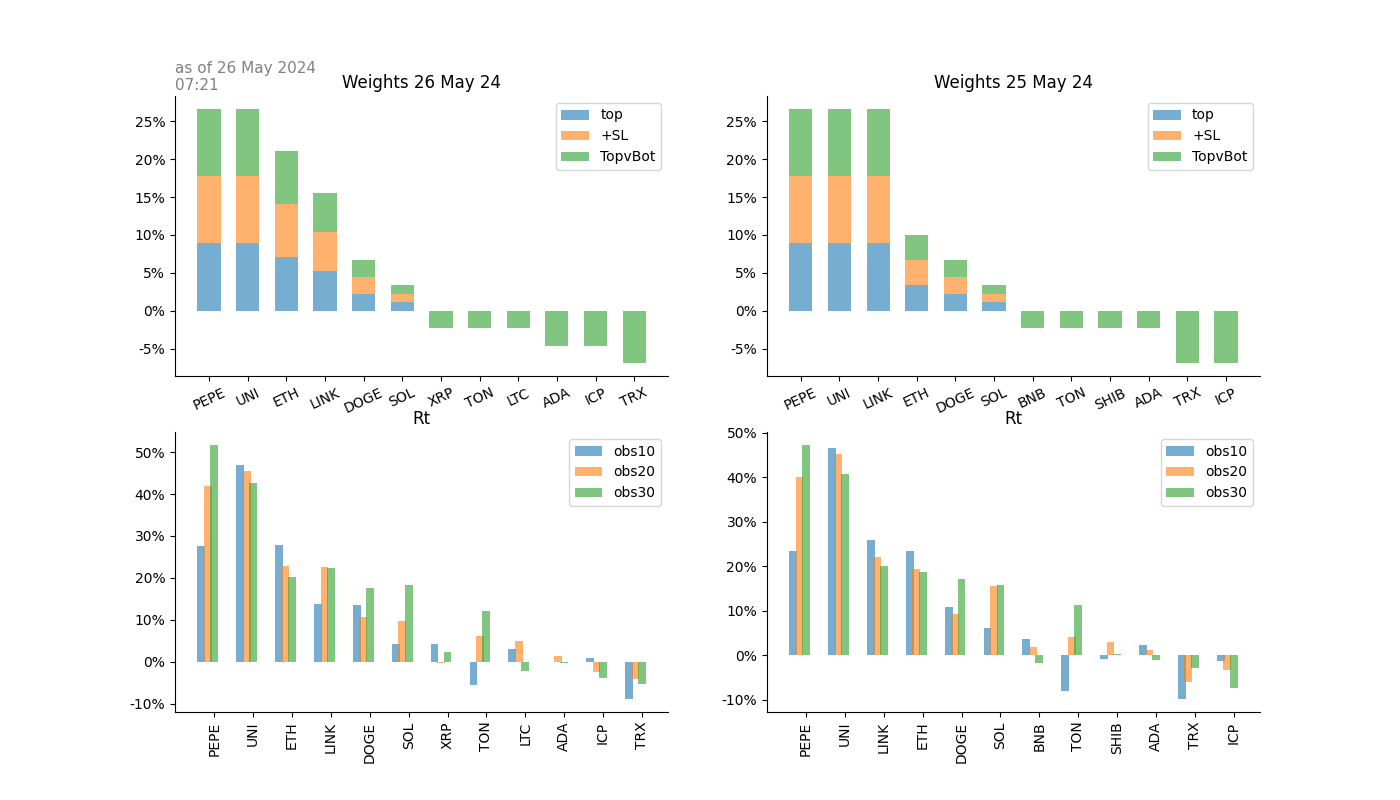 as of 26 May 2024
07:21
Weights 26 May 24
25%
20%
15%
10%
5%
0%
-5%
top
+SL
TopvBot
PEPE UNI ETH LINK DOGE SOL XRP TON LTC ADA ICP TRX
Weights 25 May 24
25%
20%
15%
10%
5%
0%
-5%
top
+SL
TopvBot
PEPE UNI LINK ETH DOGE SOL BNB TON SHIB ADA TRX ICP
Rt
50%
40%
30%
20%
10%
0%
-10%
obs10
obs20
obs30
PEPE UNI ETH LINK DOGE SOL XRP TON LTC ADA ICP TRX
Rt
50%
40%
30%
20%
10%
0%
-10%
obs10
obs20
obs30
PEPE UNI LINK ETH DOGE SOL BNB TON SHIB ADA TRX ICP